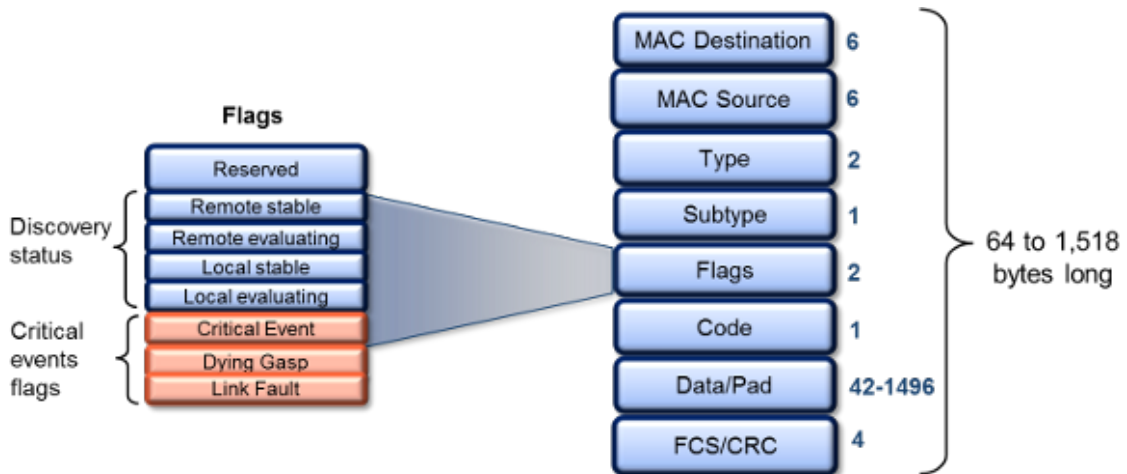 Flags
Reserved
Remote stable
Remote evaluating
Local stable
Local evaluating
Critical Event
Dying Gasp
Link Fault
Discovery
status
Critical
events
flags
MAC Destination 6
MAC Source 6
Type 2
Subtype 1
Flags 2
Code 1
Data/Pad 42-1496
FCS/CRC 4
64 to 1,518
bytes long